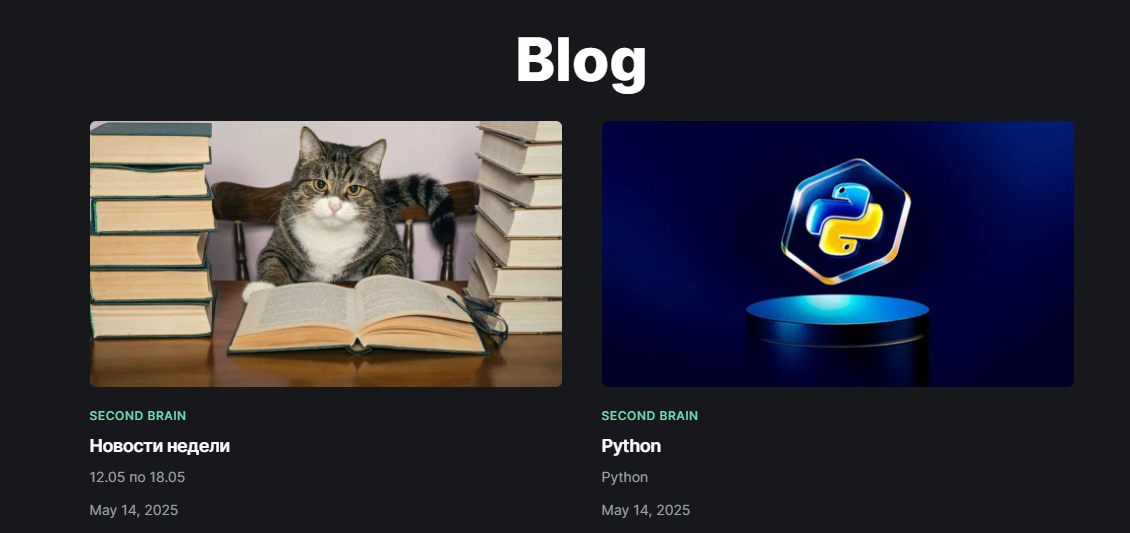 Blog
SECOND BRAIN
Новости недели
12.05 по 18.05
May 14, 2025
SECOND BRAIN
Python
Python
May 14, 2025